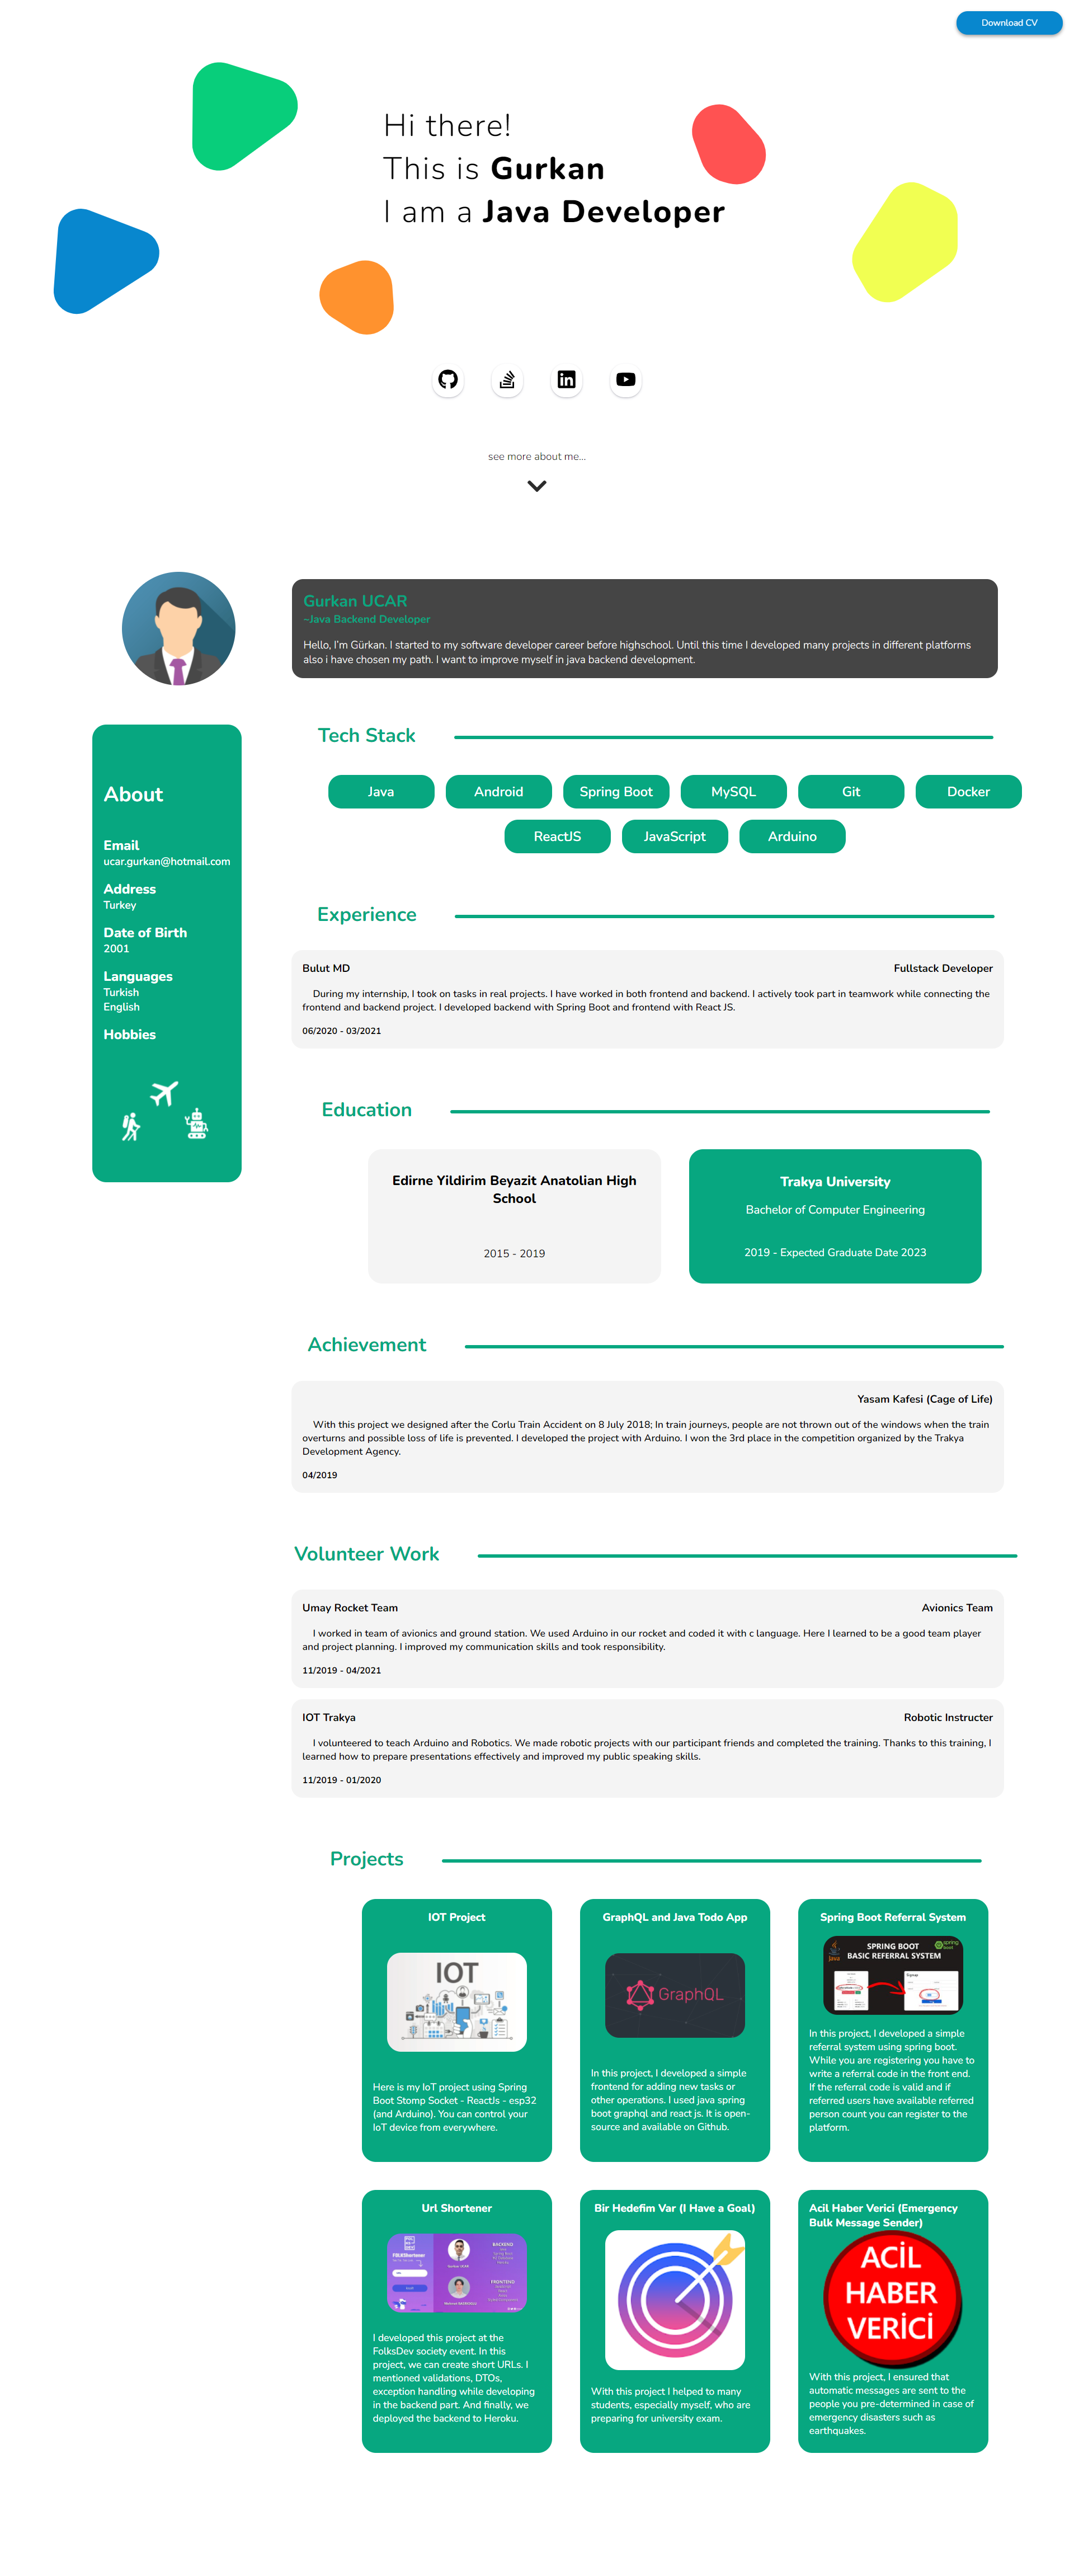 Download CV
Hi there!
This is Gurkan
I am a Java Developer
see more about me...
Gurkan UCAR
~Java Backend Developer
Hello, I'm Gürkan. I started to my software developer career before highschool. Until this time I developed many projects in different platforms
also i have chosen my path. I want to improve myself in java backend development.
About
Email
ucar.gurkan@hotmail.com
Address
Turkey
Date of Birth
2001
Languages
Turkish
English
Hobbies
Tech Stack
Java
Android
Spring Boot
MySQL
Git
Docker
ReactJS
JavaScript
Arduino
Experience
Bulut MD
Fullstack Developer
During my internship, I took on tasks in real projects. I have worked in both frontend and backend. I actively took part in teamwork while connecting the
frontend and backend project. I developed backend with Spring Boot and frontend with React JS.
06/2020 - 03/2021
Education
Edirne Yildirim Beyazit Anatolian High
School
2015 - 2019
Trakya University
Bachelor of Computer Engineering
2019 - Expected Graduate Date 2023
Achievement
Yasam Kafesi (Cage of Life)
With this project we designed after the Corlu Train Accident on 8 July 2018; In train journeys, people are not thrown out of the windows when the train
overturns and possible loss of life is prevented. I developed the project with Arduino. I won the 3rd place in the competition organized by the Trakya
Development Agency.
04/2019
Volunteer Work
Umay Rocket Team
Avionics Team
I worked in team of avionics and ground station. We used Arduino in our rocket and coded it with c language. Here I learned to be a good team player
and project planning. I improved my communication skills and took responsibility.
11/2019 - 04/2021
IOT Trakya
Robotic Instructer
I volunteered to teach Arduino and Robotics. We made robotic projects with our participant friends and completed the training. Thanks to this training, I
learned how to prepare presentations effectively and improved my public speaking skills.
11/2019 - 01/2020
Projects
IOT Project
IOT
Here is my IoT project using Spring
Boot Stomp Socket - ReactJs - esp32
(and Arduino). You can control your
IoT device from everywhere.
GraphQL and Java Todo App
GraphQL
In this project, I developed a simple
frontend for adding new tasks or
other operations. I used java spring
boot graphql and react js. It is open-
source and available on Github.
Spring Boot Referral System
SPRING BOOT
BASIC REFERRAL SYSTEM
Java
spring
In this project, I developed a simple
referral system using spring boot.
While you are registering you have to
write a referral code in the front end.
If the referral code is valid and if
referred users have available referred
person count you can register to the
platform.
Url Shortener
FOLKShortener
BACKEND
FRONTEND
I developed this project at the
FolksDev society event. In this
project, we can create short URLs. I
mentioned validations, DTOs,
exception handling while developing
in the backend part. And finally, we
deployed the backend to Heroku.
Bir Hedefim Var (I Have a Goal)
With this project I helped to many
students, especially myself, who are
preparing for university exam.
Acil Haber Verici (Emergency
Bulk Message Sender)
ACİL
HABER
VERİCİ
With this project, I ensured that
automatic messages are sent to the
people you pre-determined in case of
emergency disasters such as
earthquakes.